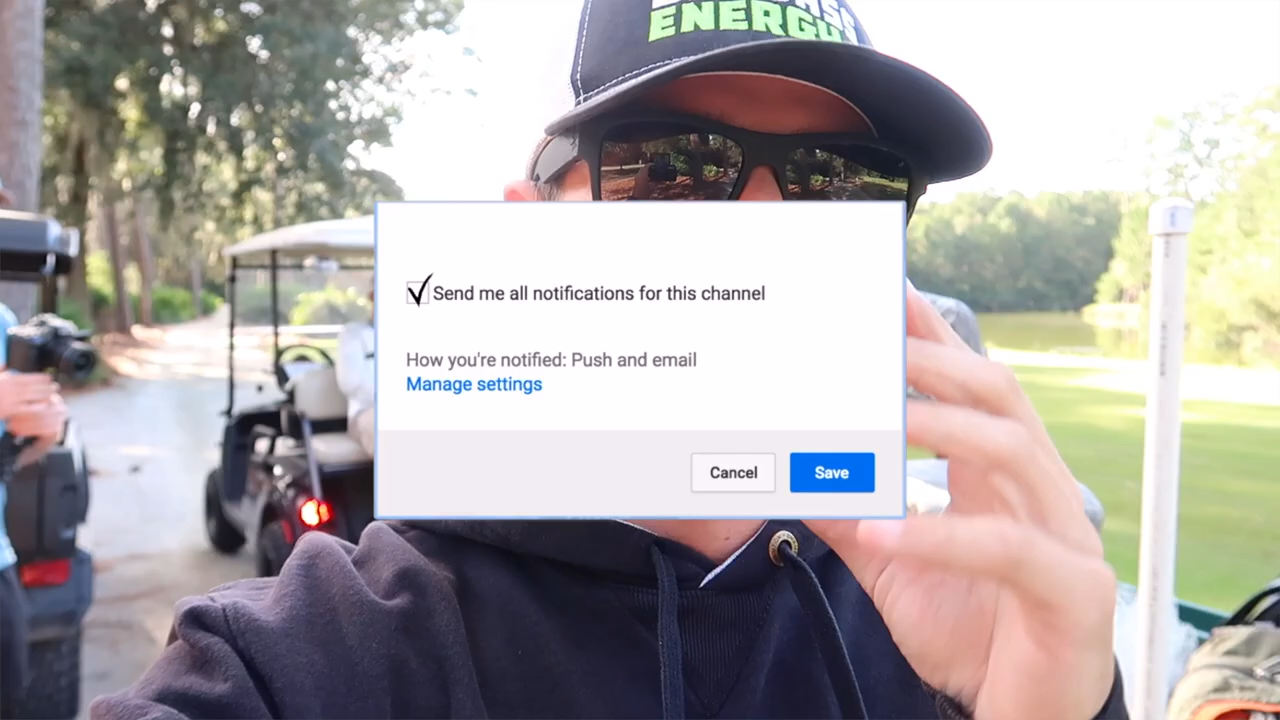 ENERGY
Send me all notifications for this channel
How you're notified: Push and email
Manage settings
Cancel
Save